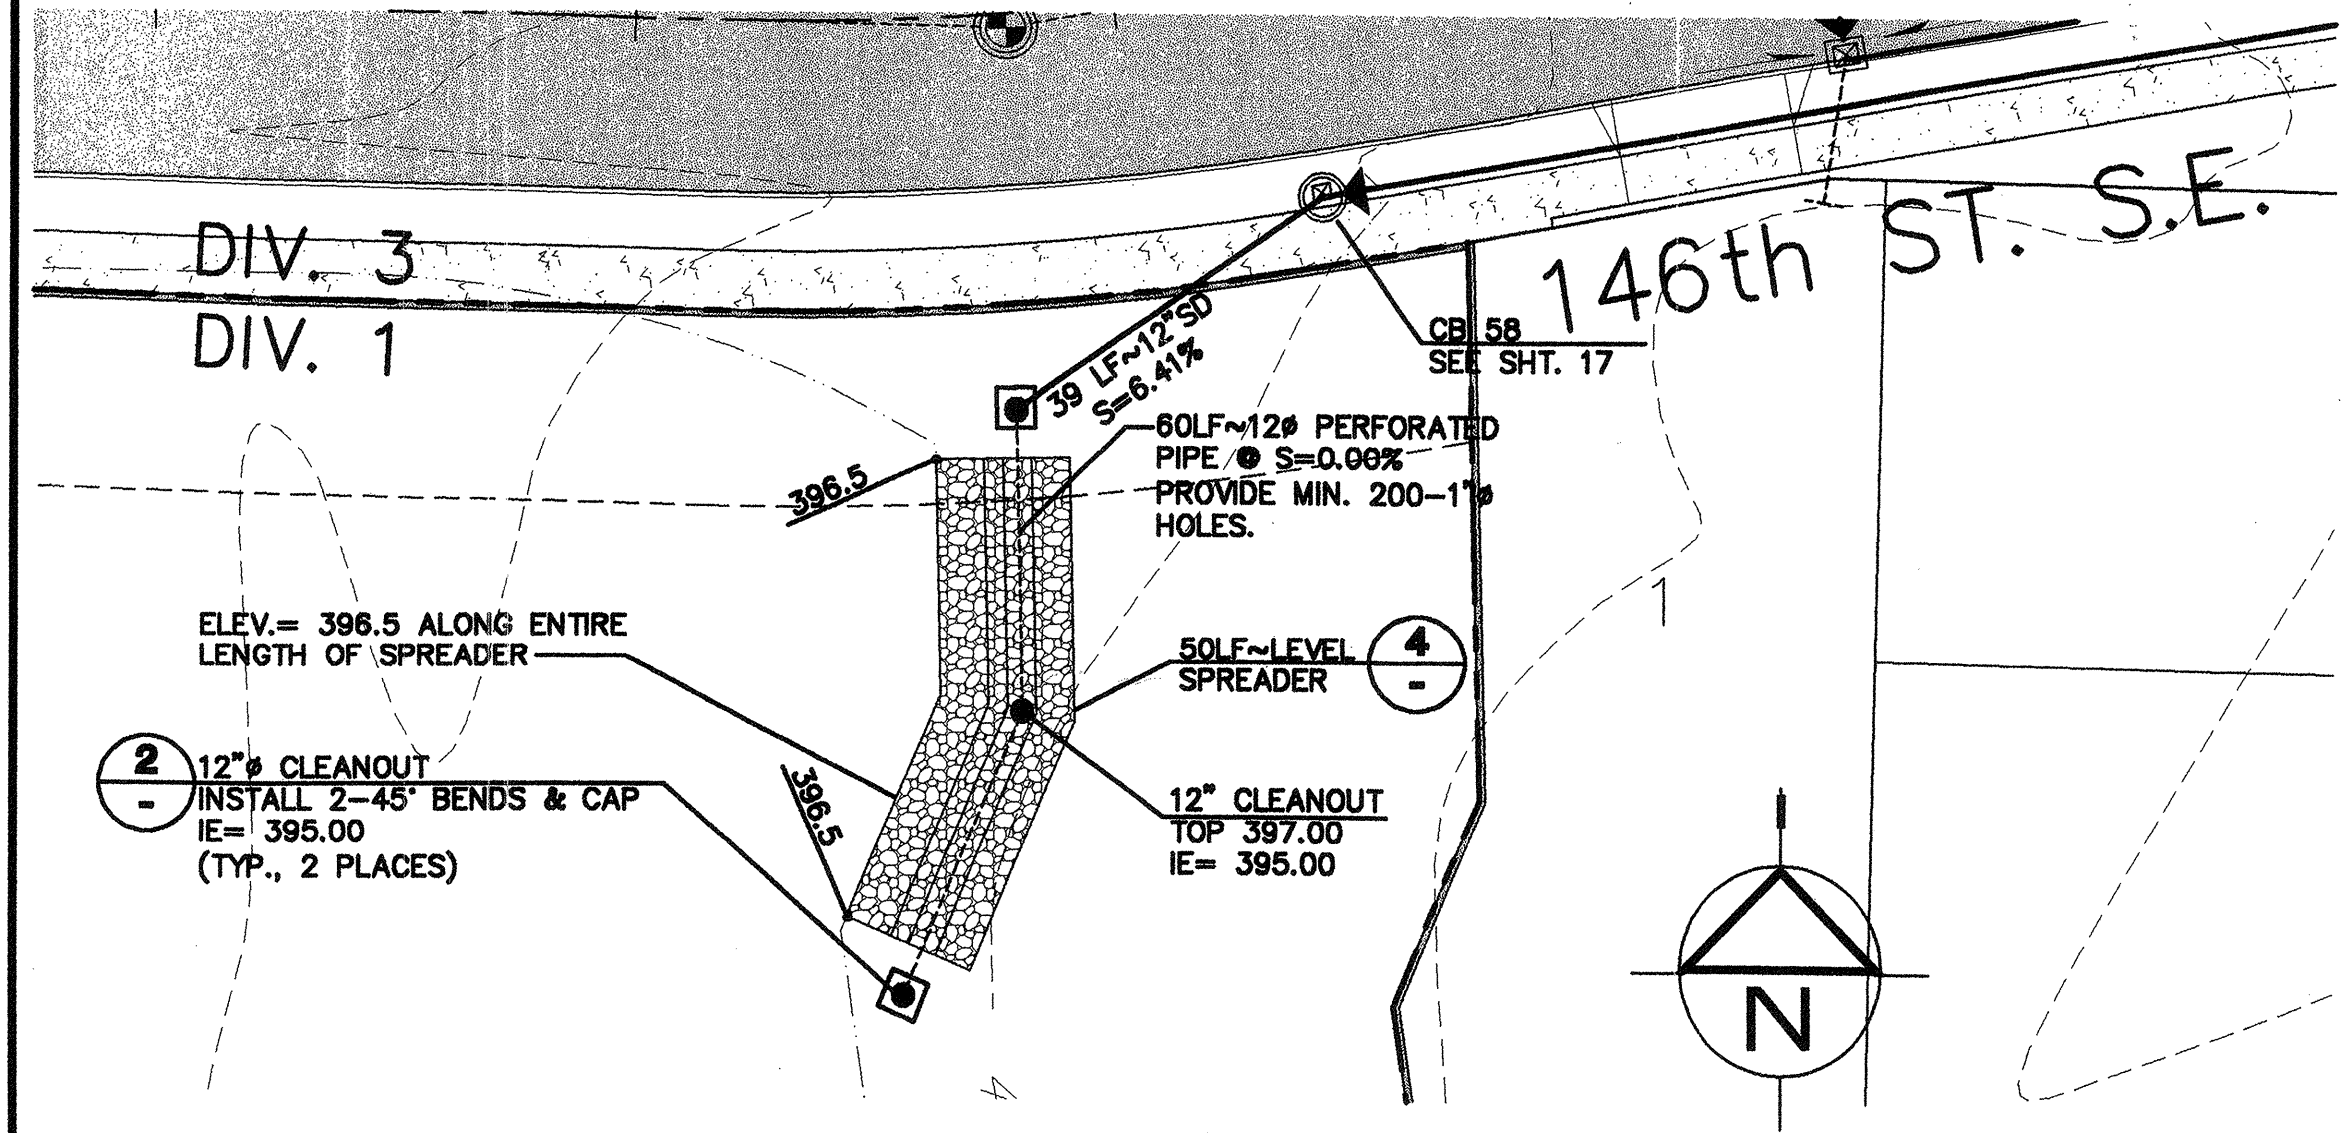 DIV. 3
DIV. 1
146th ST. S.E.
39 LF~12"SD
S=6.41%
CB 58
SEE SHT. 17
60LF~12ø PERFORATED
PIPE @ S=0.00%
PROVIDE MIN. 200-1"ø
HOLES.
396.5
ELEV.= 396.5 ALONG ENTIRE
LENGTH OF SPREADER
50LF~LEVEL
SPREADER
4
-
1
2
-
12"ø CLEANOUT
INSTALL 2-45° BENDS & CAP
IE= 395.00
(TYP., 2 PLACES)
396.5
12" CLEANOUT
TOP 397.00
IE= 395.00
N
4